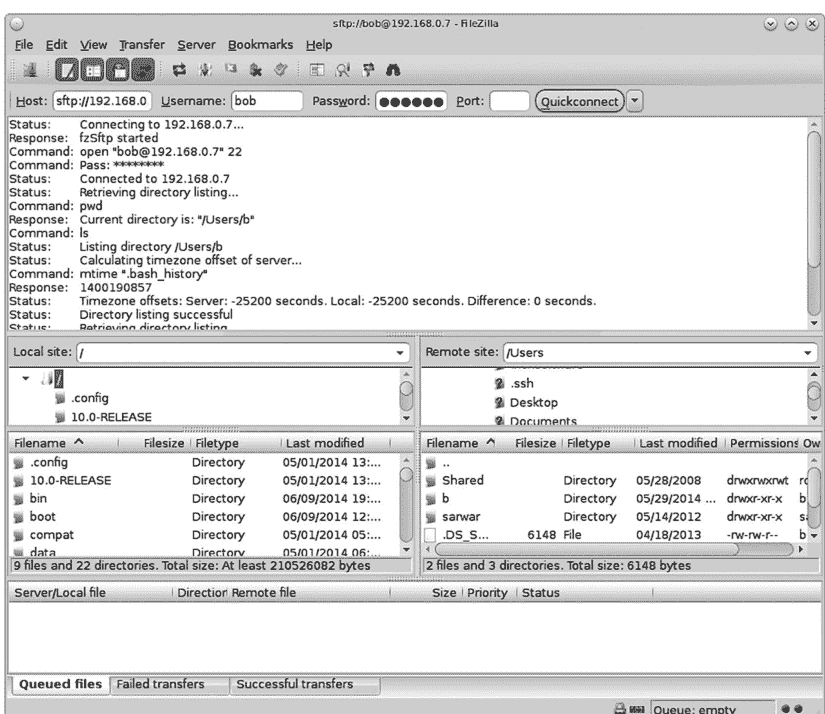 sftp://bob@192.168.0.7 - FileZilla
File Edit View Transfer Server Bookmarks Help
Host: sftp://192.168.0 Username: bob Password: ●●●●●● Port: Quickconnect
Status: Connecting to 192.168.0.7...
Response: fzSftp started
Command: open "bob@192.168.0.7" 22
Command: Pass: ********
Status: Connected to 192.168.0.7
Status: Retrieving directory listing...
Command: pwd
Response: Current directory is: "/Users/b"
Command: ls
Status: Listing directory /Users/b
Status: Calculating timezone offset of server...
Command: mtime ".bash_history"
Response: 1400190857
Status: Timezone offsets: Server: -25200 seconds. Local: -25200 seconds. Difference: 0 seconds.
Status: Directory listing successful
Status: Retrieving directory listing
Local site: /
/
.config
10.0-RELEASE
Remote site: /Users
.ssh
Desktop
Documents
Filename Filesize Filetype Last modified
.config Directory 05/01/2014 13:...
10.0-RELEASE Directory 05/01/2014 13:...
bin Directory 06/09/2014 19:...
boot Directory 06/09/2014 12:...
compat Directory 05/01/2014 05:...
data Directory 05/01/2014 06:...
9 files and 22 directories. Total size: At least 210526082 bytes
Filename Filesize Filetype Last modified Permissions Ow
..
Shared Directory 05/28/2008 drwxrwxrwt
b Directory 05/29/2014 ... drwxr-xr-x b
sarwar Directory 05/14/2012 drwxr-xr-x
.DS_S... 6148 File 04/18/2013 -rw-rw-r-- b
2 files and 3 directories. Total size: 6148 bytes
Server/Local file Direction Remote file Size Priority Status
Queued files Failed transfers Successful transfers
Queue: empty